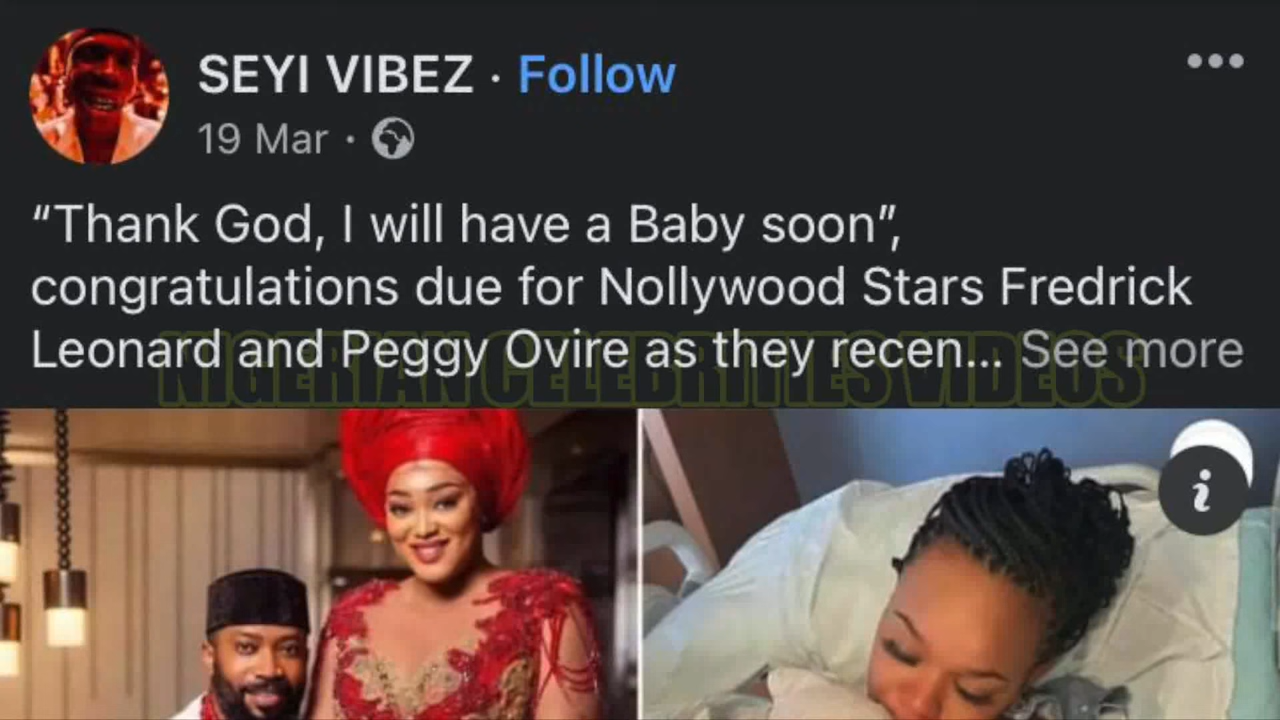 SEYI VIBEZ · Follow
19 Mar ·
“Thank God, I will have a Baby soon”,
congratulations due for Nollywood Stars Fredrick
Leonard and Peggy Ovire as they recen... See more
NIGERIAN CELEBRITIES VIDEOS
i